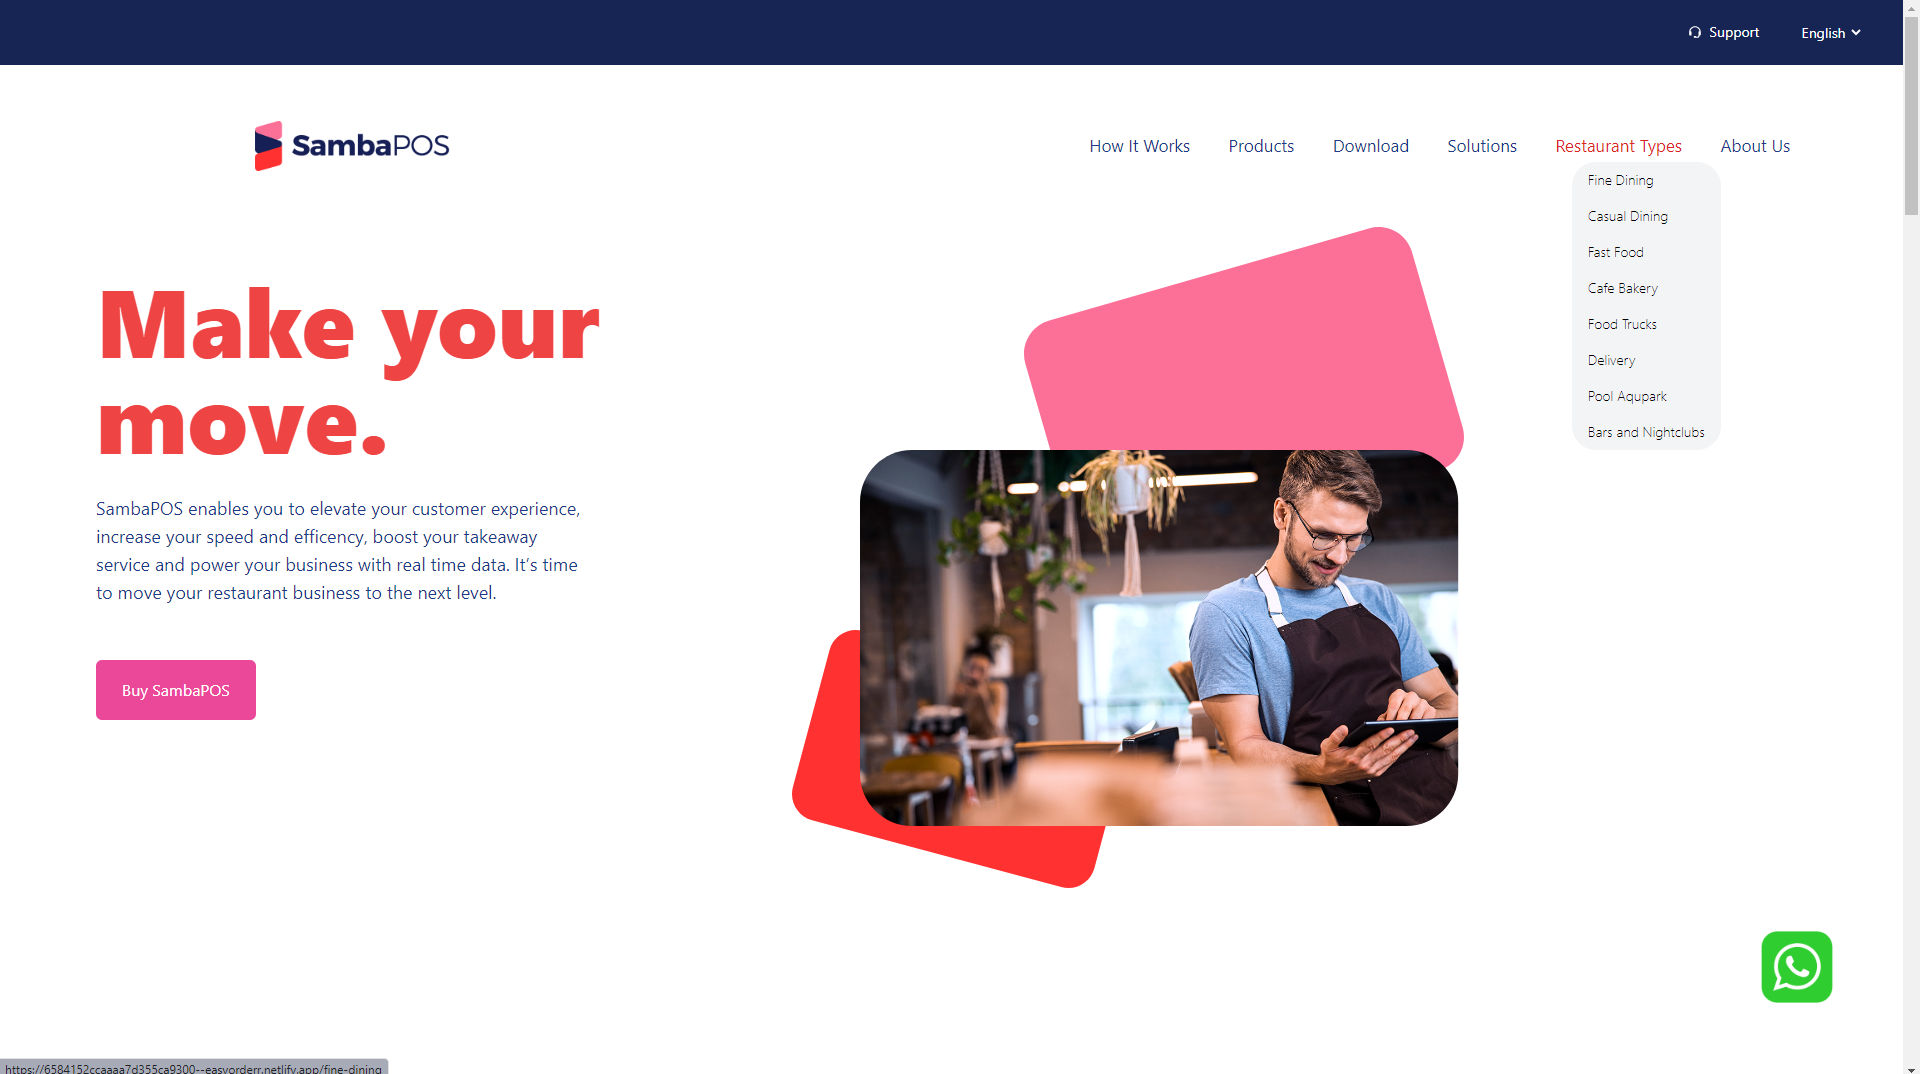 Support
English
SambaPOS
How It Works
Products
Download
Solutions
Restaurant Types
About Us
Fine Dining
Casual Dining
Fast Food
Cafe Bakery
Food Trucks
Delivery
Pool Aqupark
Bars and Nightclubs
Make your
move.
SambaPOS enables you to elevate your customer experience,
increase your speed and efficency, boost your takeaway
service and power your business with real time data. It’s time
to move your restaurant business to the next level.
Buy SambaPOS
https://6584152ccaaaa7d355ca9300--easyorderr.netlify.app/fine-dining